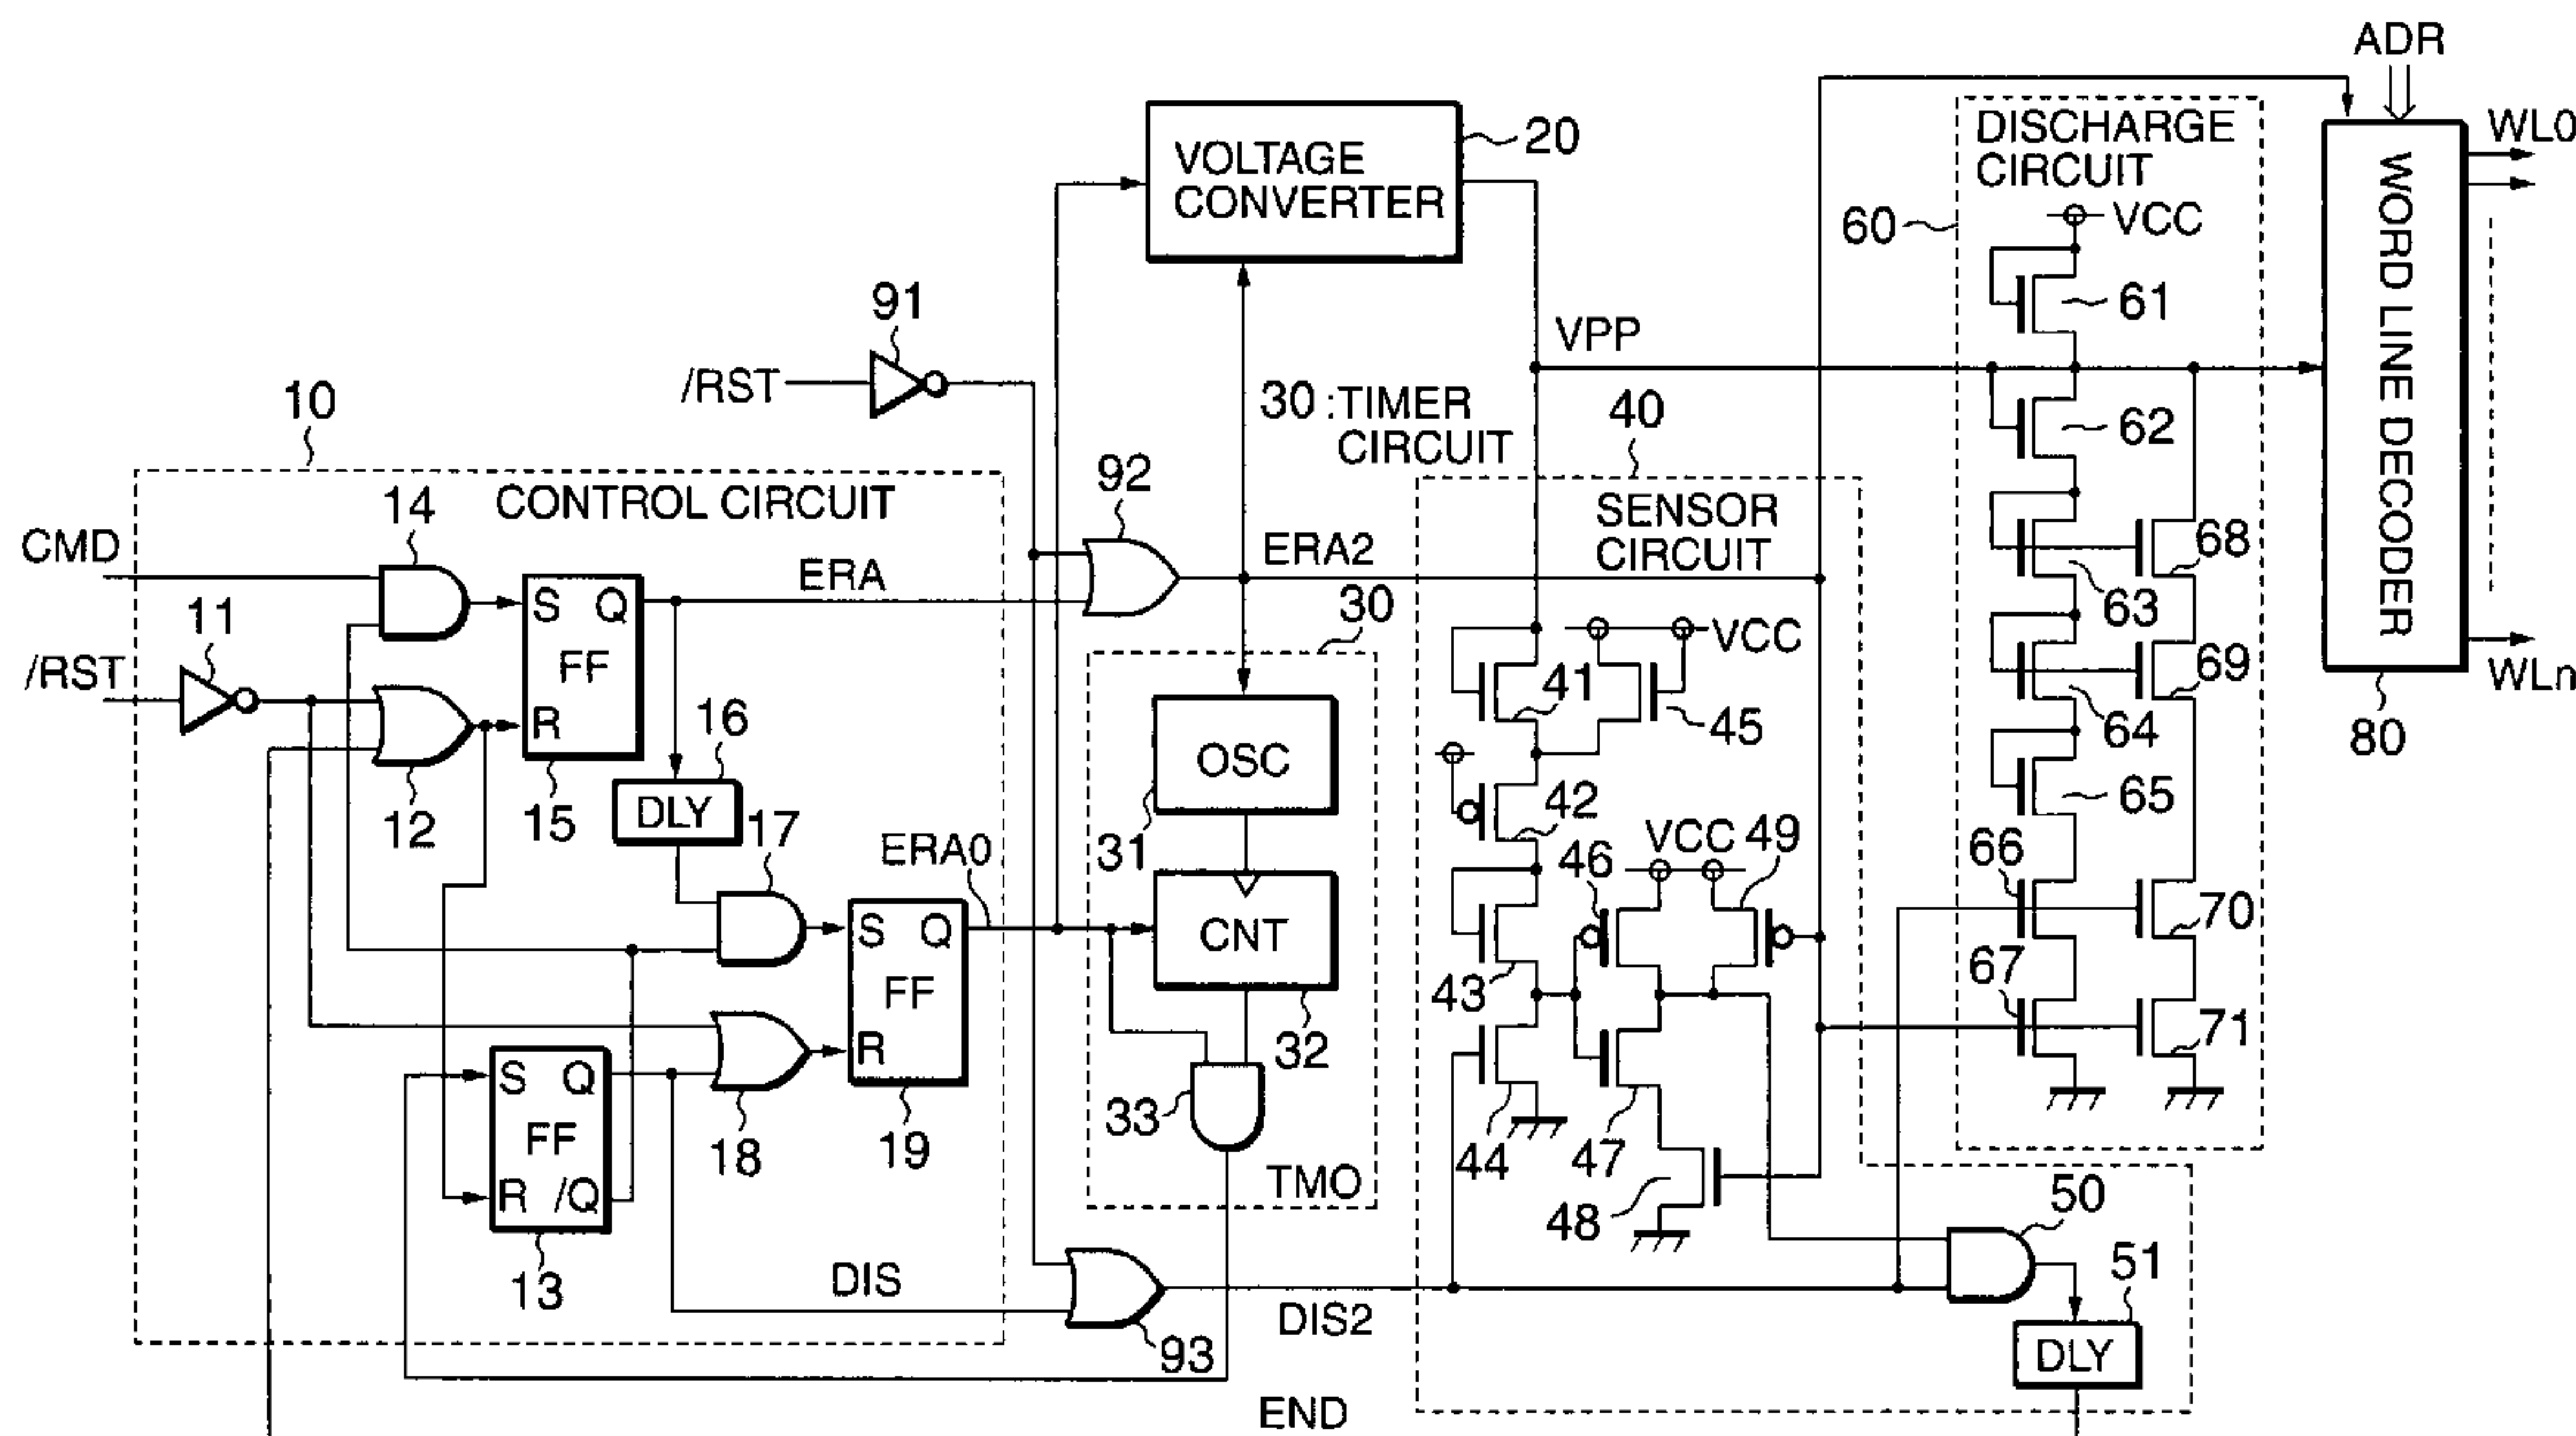 ADR
WL0
VOLTAGE
CONVERTER
20
DISCHARGE
CIRCUIT
60
VCC
WORD LINE DECODER
61
91
/RST
VPP
10
30 :TIMER
CIRCUIT
40
62
92
CONTROL CIRCUIT
14
SENSOR
CIRCUIT
CMD
ERA
ERA2
68
11
S Q
FF
R
30
VCC
63
/RST
69
WLn
41
45
64
80
16
OSC
12
15
DLY
42
65
17
ERA0
31
46
VCC
49
66
S Q
FF
R
CNT
43
70
67
32
71
S Q
FF
R /Q
33
18
19
44
47
TMO
48
50
13
DIS
51
DIS2
93
DLY
END